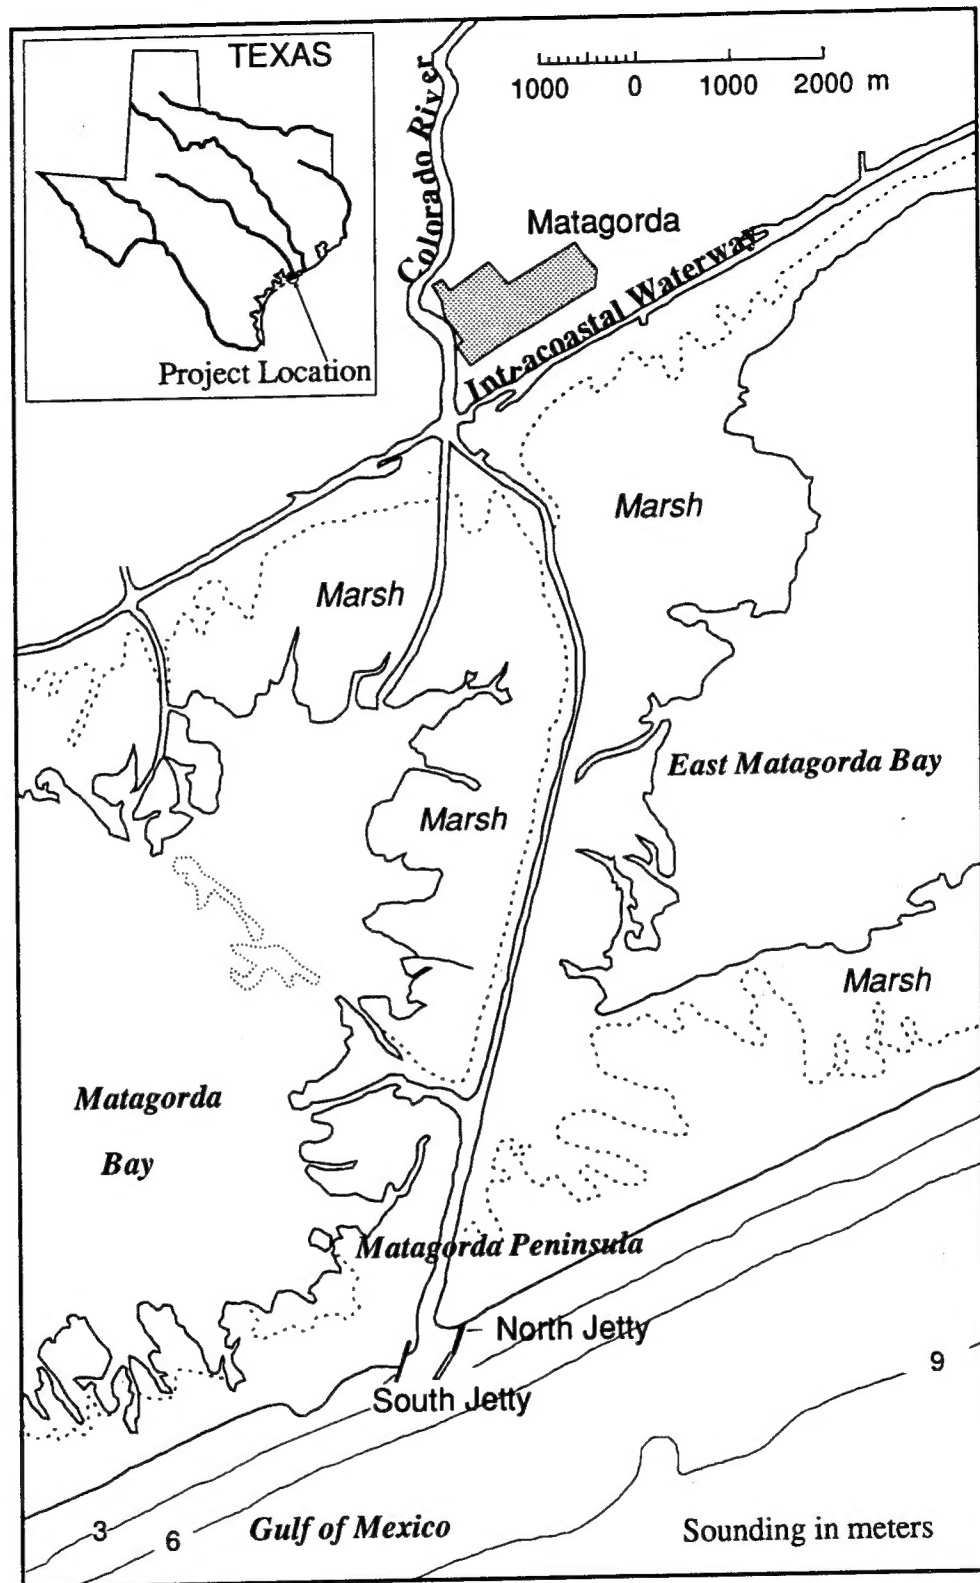 TEXAS
Project Location
Colorado River
1000 0 1000 2000 m
Matagorda
Intracoastal Waterway
Marsh
Marsh
East Matagorda Bay
Marsh
Marsh
Matagorda
Bay
Matagorda Peninsula
North Jetty
South Jetty
9
3
6
Gulf of Mexico
Sounding in meters